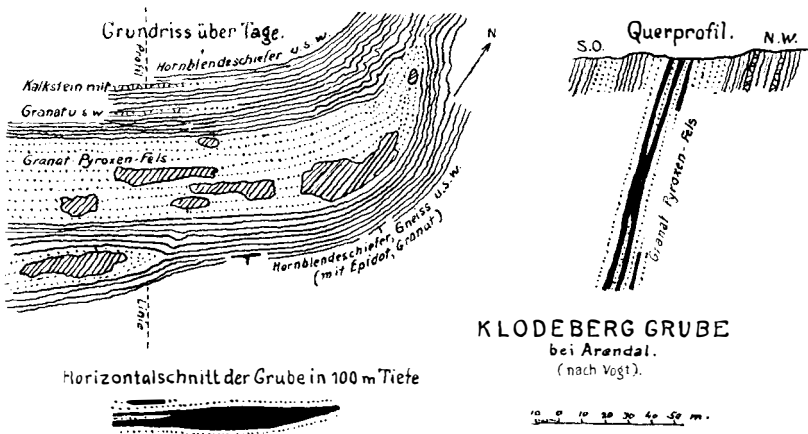 Grundriss über Tage.
N
Profil
Hornblendeschiefer u.s.w.
Kalkstein mit
Granat u s w
Granat Pyroxen-Fels
Hornblendeschiefer, Gneiss u.s.w.
(mit Epidot, Granat)
Linie
Querprofil.
S.O.
N.W.
Granat Pyroxen-Fels
KLODEBERG GRUBE
bei Arendal.
(nach Vogt).
Horizontalschnitt der Grube in 100 m Tiefe
10 0 10 20 30 40 50 m.